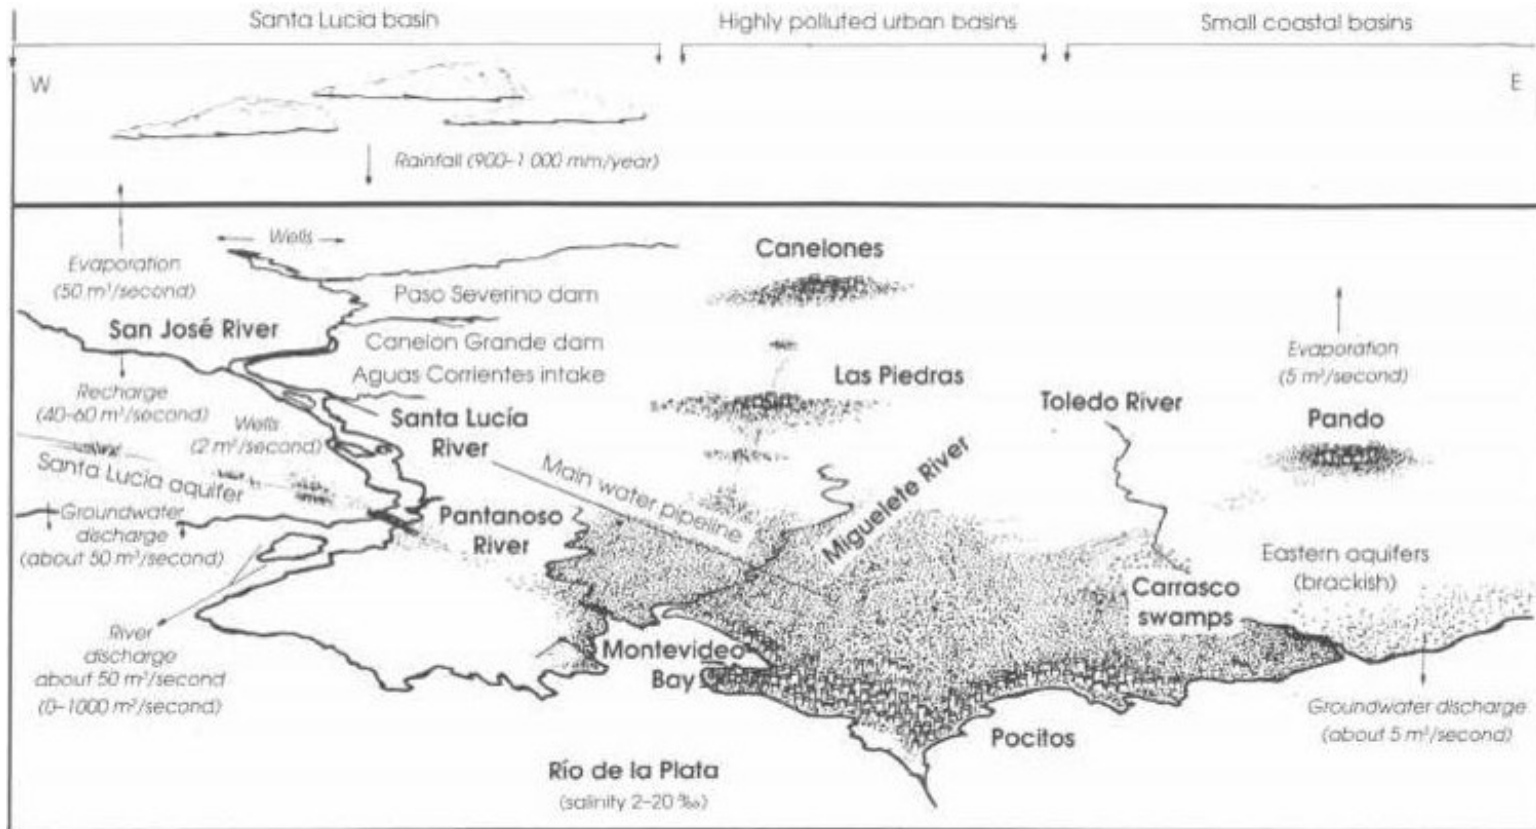 Santa Lucia basin
Highly polluted urban basins
Small coastal basins
W
E
Rainfall (900–1 000 mm/year)
Wells
Evaporation
(50 m³/second)
Canelones
Paso Severino dam
San José River
Canelon Grande dam
Evaporation
(5 m³/second)
Recharge
(40–60 m³/second)
Aguas Corrientes intake
Las Piedras
Wells
(2 m³/second)
Santa Lucía
River
Toledo River
Pando
Santa Lucia aquifer
Main water pipeline
Miguelete River
Groundwater
discharge
(about 50 m³/second)
Pantanoso
River
Eastern aquifers
(brackish)
Carrasco
swamps
River
discharge
about 50 m³/second
(0–1000 m³/second)
Montevideo
Bay
Groundwater discharge
(about 5 m³/second)
Pocitos
Río de la Plata
(salinity 2–20 ‰)